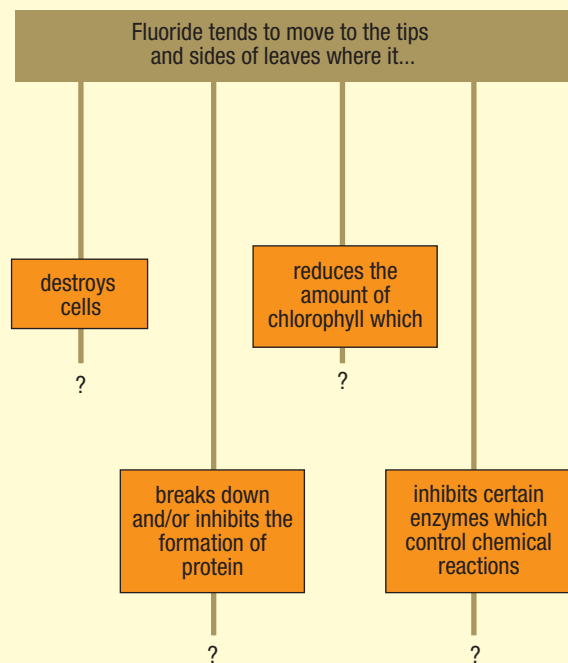 Fluoride tends to move to the tips
and sides of leaves where it...
destroys
cells
?
reduces the
amount of
chlorophyll which
?
breaks down
and/or inhibits the
formation of
protein
?
inhibits certain
enzymes which
control chemical
reactions
?